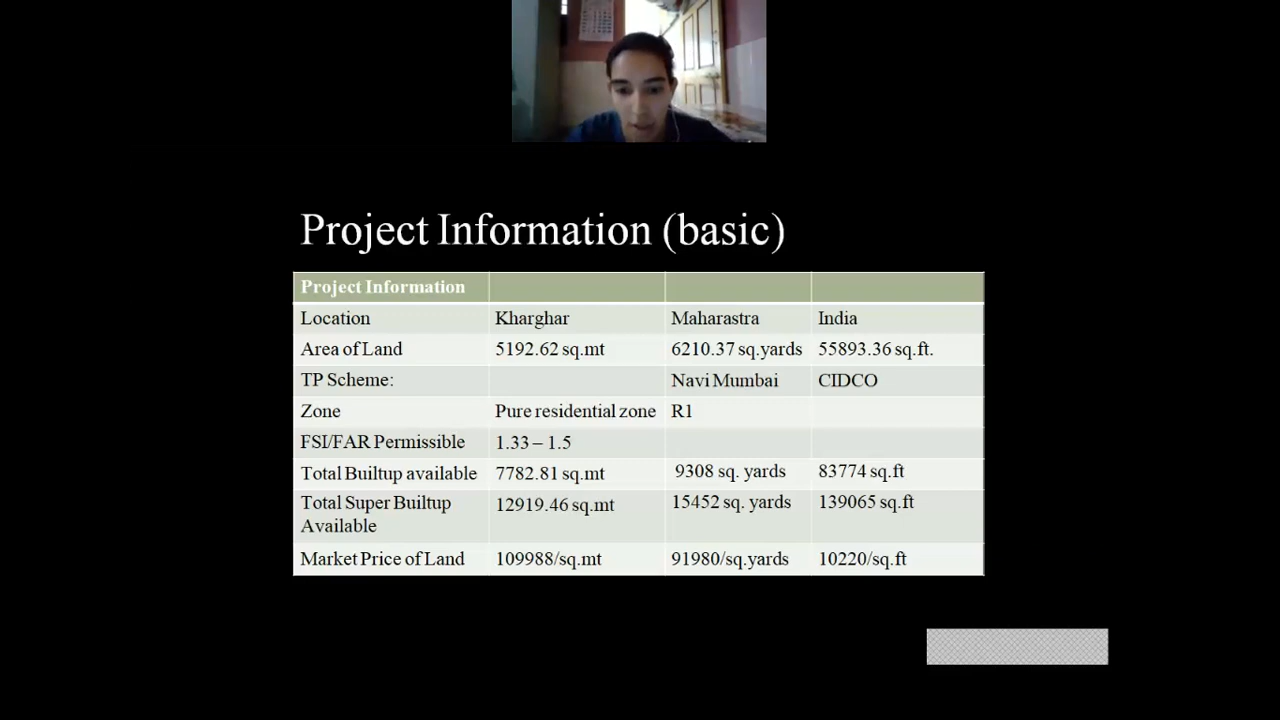 Project Information (basic)
Project Information
Location Kharghar Maharastra India
Area of Land 5192.62 sq.mt 6210.37 sq.yards 55893.36 sq.ft.
TP Scheme: Navi Mumbai CIDCO
Zone Pure residential zone R1
FSI/FAR Permissible 1.33 – 1.5
Total Builtup available 7782.81 sq.mt 9308 sq. yards 83774 sq.ft
Total Super Builtup
Available 12919.46 sq.mt 15452 sq. yards 139065 sq.ft
Market Price of Land 109988/sq.mt 91980/sq.yards 10220/sq.ft